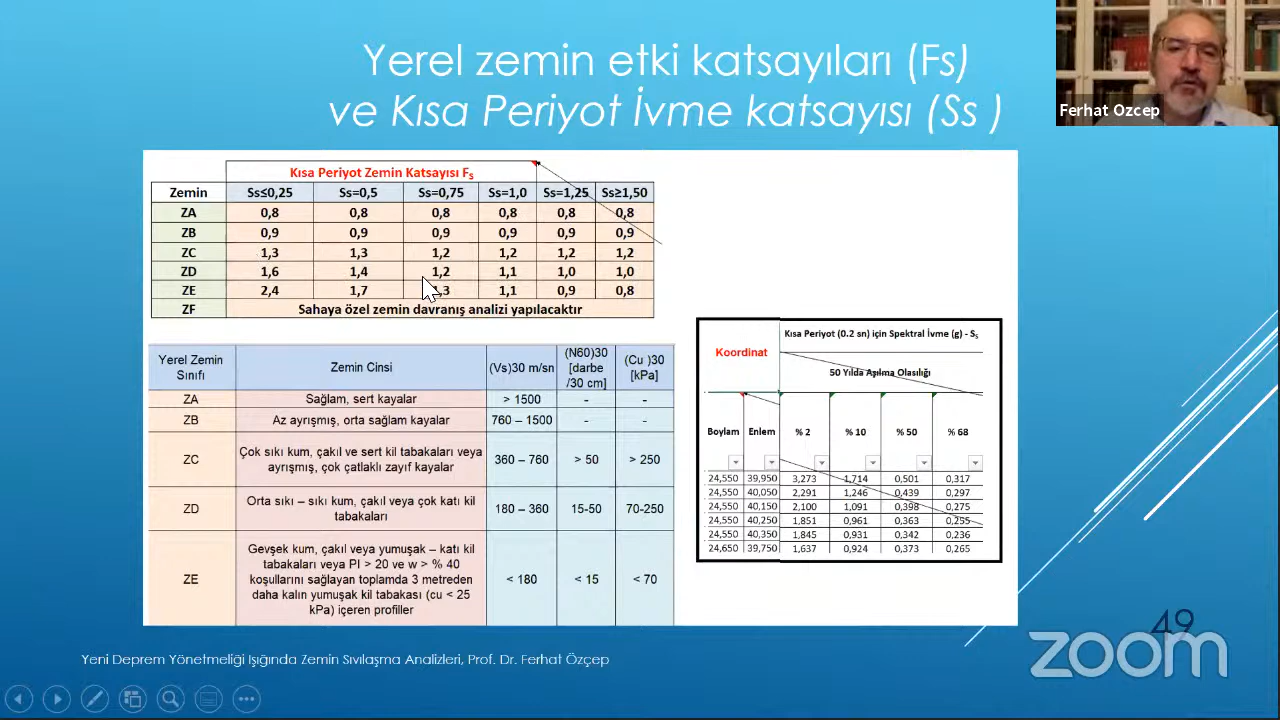 Yerel zemin etki katsayıları (Fs)
ve Kısa Periyot İvme katsayısı (Ss )
Ferhat Ozcep
Kısa Periyot Zemin Katsayısı Fs
Zemin Ss≤0,25 Ss=0,5 Ss=0,75 Ss=1,0 Ss=1,25 Ss≥1,50
ZA 0,8 0,8 0,8 0,8 0,8 0,8
ZB 0,9 0,9 0,9 0,9 0,9 0,9
ZC 1,3 1,3 1,2 1,2 1,2 1,2
ZD 1,6 1,4 1,2 1,1 1,0 1,0
ZE 2,4 1,7 1,1 0,9 0,8
ZF Sahaya özel zemin davranış analizi yapılacaktır
Yerel Zemin Sınıfı
Zemin Cinsi
(Vs)30 m/sn
(N60)30 [darbe /30 cm]
(Cu )30 [kPa]
ZA Sağlam, sert kayalar > 1500 - -
ZB Az ayrışmış, orta sağlam kayalar 760 – 1500 - -
ZC Çok sıkı kum, çakıl ve sert kil tabakaları veya
ayrışmış, çok çatlaklı zayıf kayalar 360 – 760 > 50 > 250
ZD Orta sıkı – sıkı kum, çakıl veya çok katı kil
tabakaları 180 – 360 15-50 70-250
Gevşek kum, çakıl veya yumuşak – katı kil
tabakaları veya PI > 20 ve w > % 40
ZE koşullarını sağlayan toplamda 3 metreden < 180 < 15 < 70
daha kalın yumuşak kil tabakası (cu < 25
kPa) içeren profiller
Kısa Periyot (0.2 sn) için Spektral İvme (g) - Ss
Koordinat
50 Yılda Aşılma Olasılığı
Boylam Enlem % 2 % 10 % 50 % 68
24,550 39,950 3,273 1,714 0,501 0,317
24,550 40,050 2,291 1,246 0,439 0,297
24,550 40,150 2,100 1,091 0,398 0,275
24,550 40,250 1,851 0,961 0,363 0,255
24,550 40,350 1,845 0,931 0,342 0,236
24,650 39,750 1,637 0,924 0,373 0,265
49
zoom
Yeni Deprem Yönetmeliği Işığında Zemin Sıvılaşma Analizleri, Prof. Dr. Ferhat Özçep